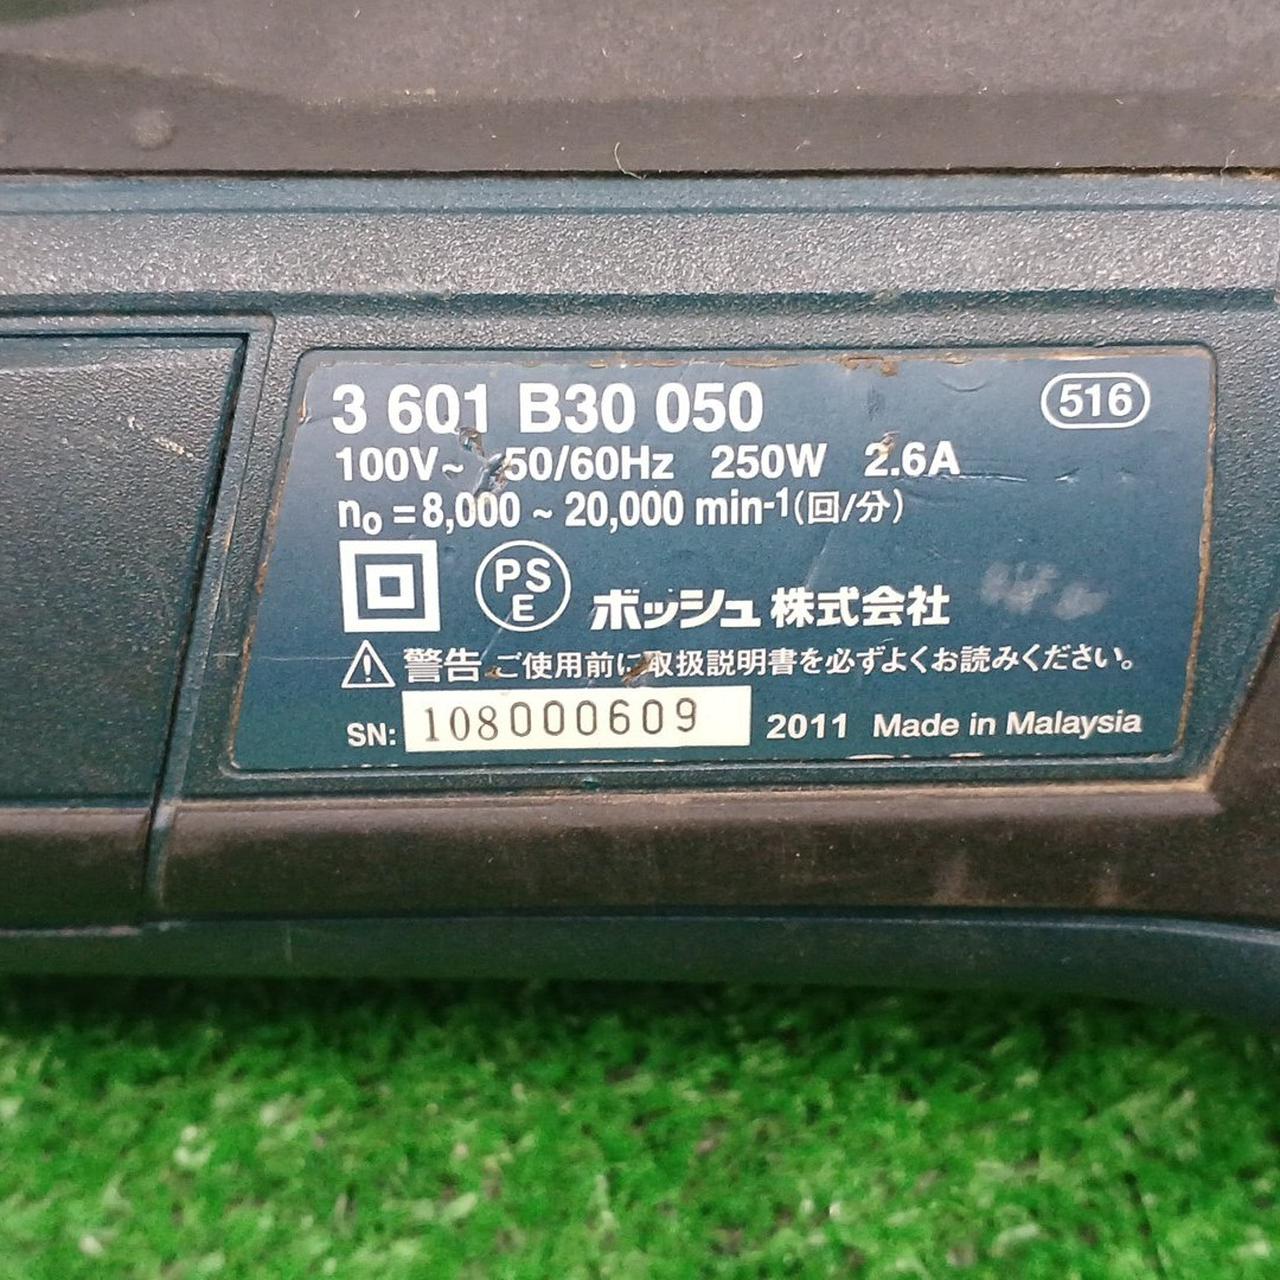 3 601 B30 050 516
100V~ 50/60Hz 250W 2.6A
n₀ = 8,000 ~ 20,000 min⁻¹(回/分)
PS
E
ボッシュ株式会社
警告 ご使用前に取扱説明書を必ずよくお読みください。
SN: 108000609 2011 Made in Malaysia